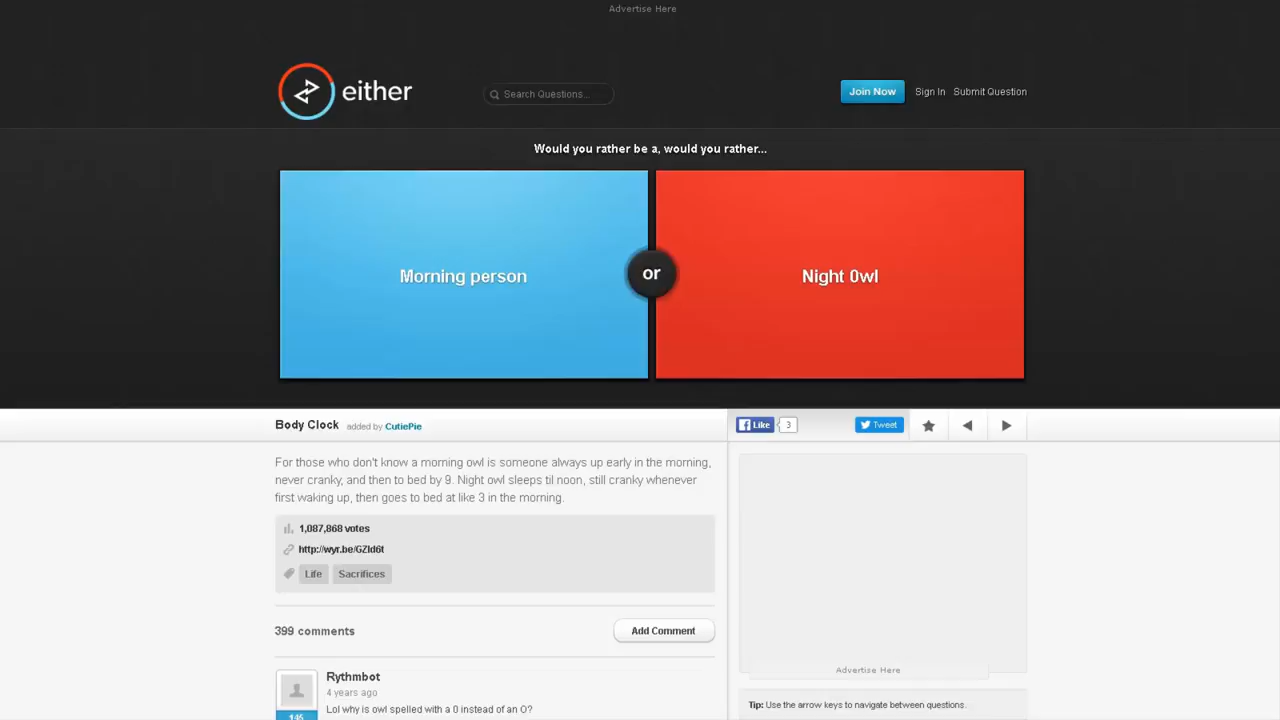 Advertise Here
either
Search Questions...
Join Now
Sign In
Submit Question
Would you rather be a, would you rather...
Morning person
or
Night 0wl
Body Clock added by CutiePie
Like
3
Tweet
For those who don't know a morning owl is someone always up early in the morning,
never cranky, and then to bed by 9. Night owl sleeps til noon, still cranky whenever
first waking up, then goes to bed at like 3 in the morning.
1,087,868 votes
http://wyr.be/GZId6t
Life
Sacrifices
399 comments
Add Comment
Advertise Here
Rythmbot
4 years ago
145
Lol why is owl spelled with a 0 instead of an O?
Tip: Use the arrow keys to navigate between questions.